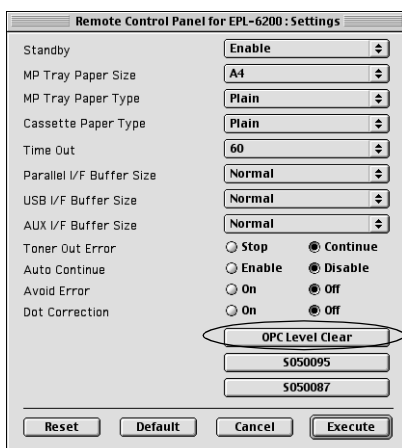 Remote Control Panel for EPL-6200 : Settings
Standby Enable
MP Tray Paper Size A4
MP Tray Paper Type Plain
Cassette Paper Type Plain
Time Out 60
Parallel I/F Buffer Size Normal
USB I/F Buffer Size Normal
AUX I/F Buffer Size Normal
Toner Out Error Stop Continue
Auto Continue Enable Disable
Avoid Error On Off
Dot Correction On Off
OPC Level Clear
S050095
S050087
Reset Default Cancel Execute